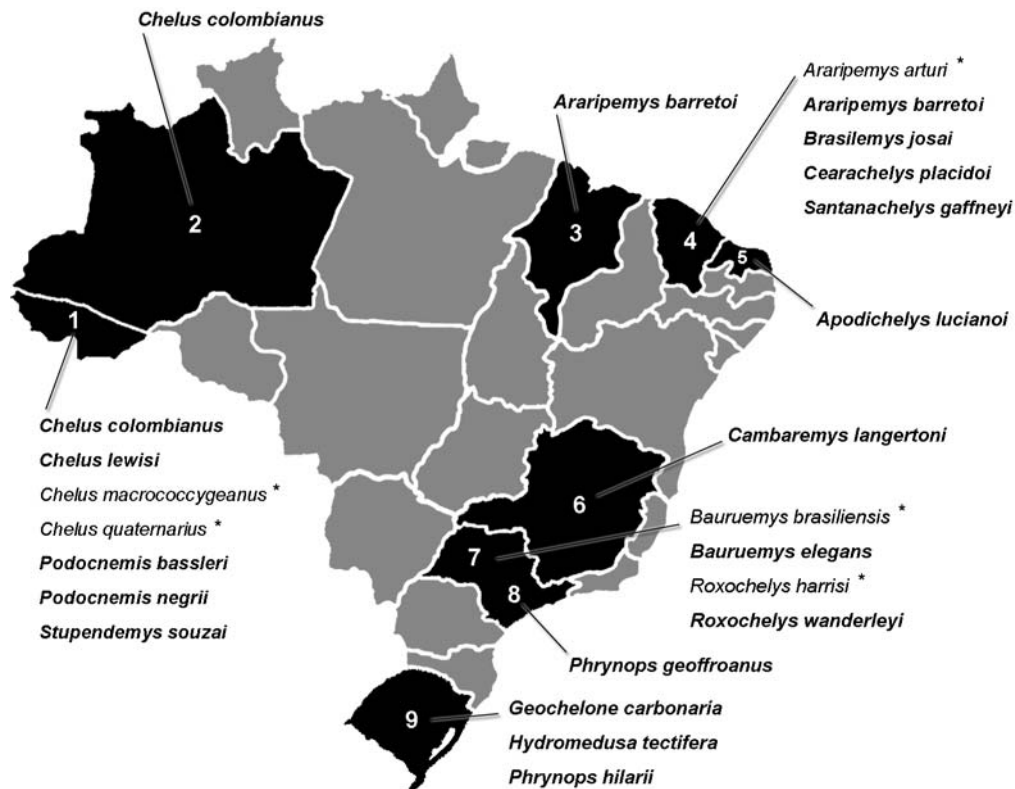 Chelus colombianus
2
Araripemys barretoi
3
Araripemys arturi *
Araripemys barretoi
Brasilemys josai
Cearachelys placidoi
Santanachelys gaffneyi
4
5
Apodichelys lucianoi
1
Chelus colombianus
Chelus lewisi
Chelus macrococcygeanus *
Chelus quaternarius *
Podocnemis bassleri
Podocnemis negrii
Stupendemys souzai
Cambaremys langertoni
6
Bauruemys brasiliensis *
Bauruemys elegans
Roxochelys harrisi *
Roxochelys wanderleyi
7
8
Phrynops geoffroanus
9
Geochelone carbonaria
Hydromedusa tectifera
Phrynops hilarii